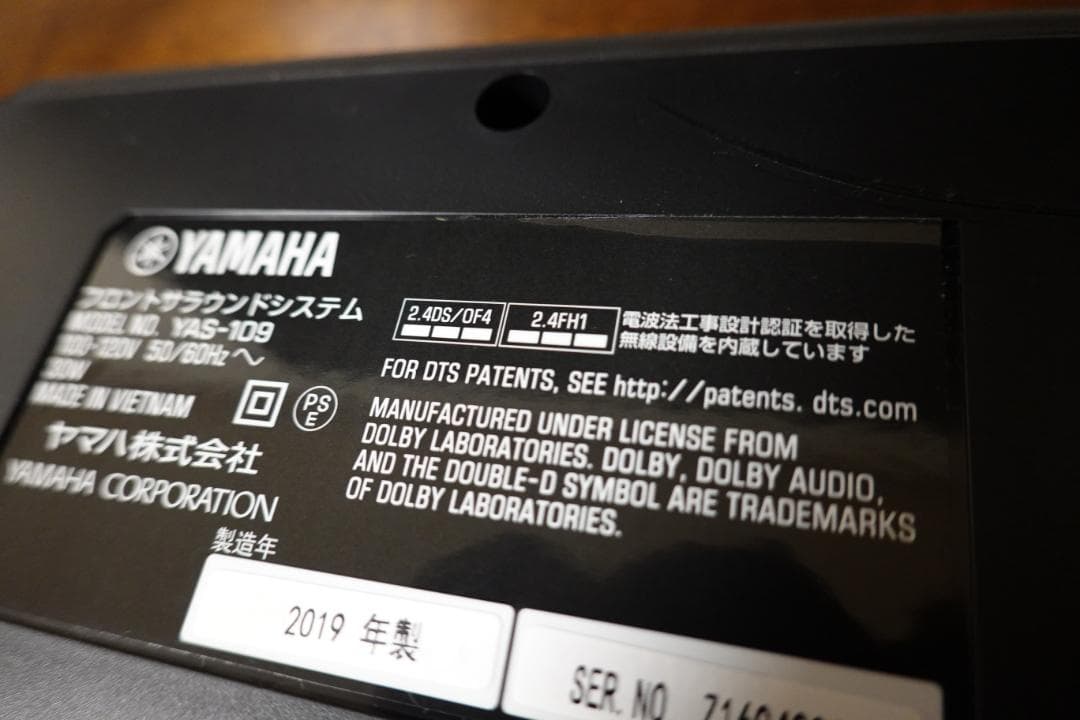 YAMAHA
フロントサラウンドシステム
MODEL NO. YAS-109
100-120V 50/60Hz ～
30W
MADE IN VIETNAM
PS
E
ヤマハ株式会社
YAMAHA CORPORATION
製造年
2019 年製
2.4DS/OF4
2.4FH1
電波法工事設計認証を取得した
無線設備を内蔵しています
FOR DTS PATENTS, SEE http://patents. dts.com
MANUFACTURED UNDER LICENSE FROM
DOLBY LABORATORIES. DOLBY, DOLBY AUDIO,
AND THE DOUBLE-D SYMBOL ARE TRADEMARKS
OF DOLBY LABORATORIES.
SER. NO